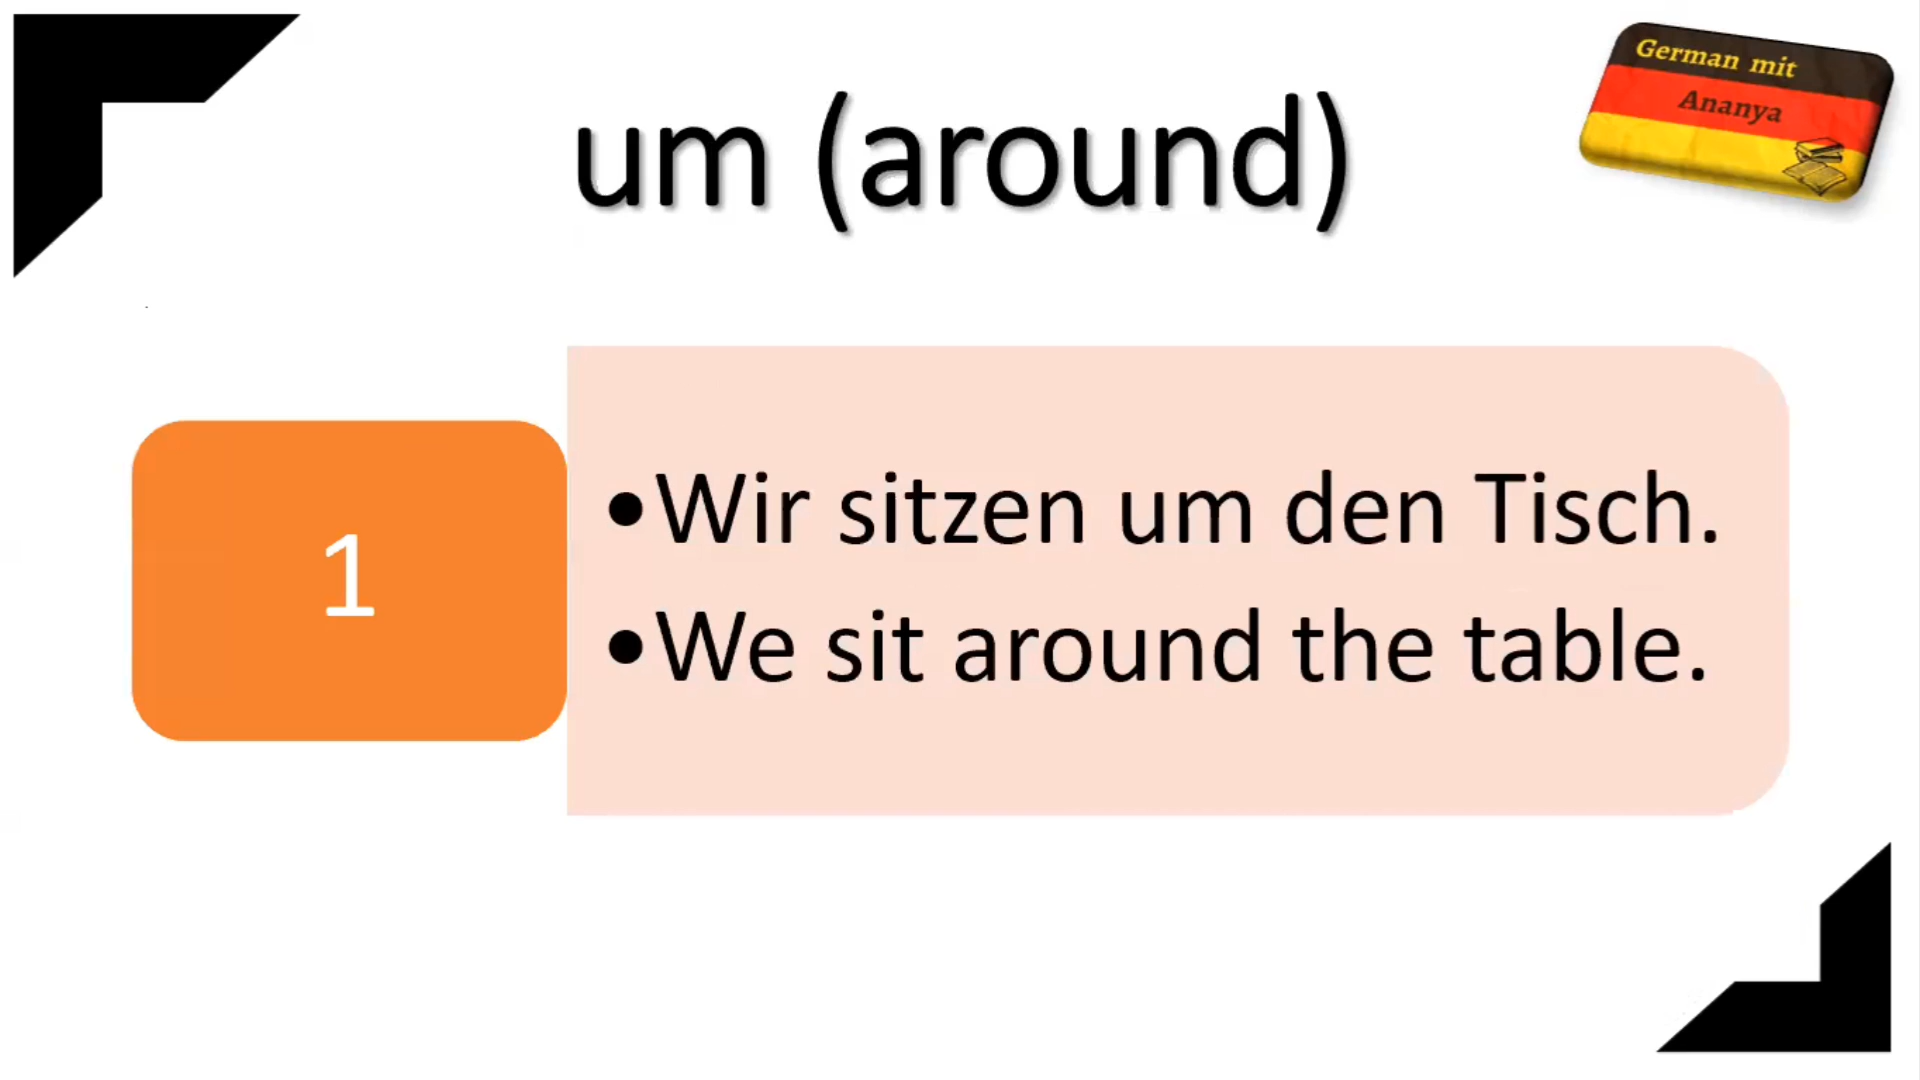 German mit
Ananya
um (around)
1
•Wir sitzen um den Tisch.
•We sit around the table.